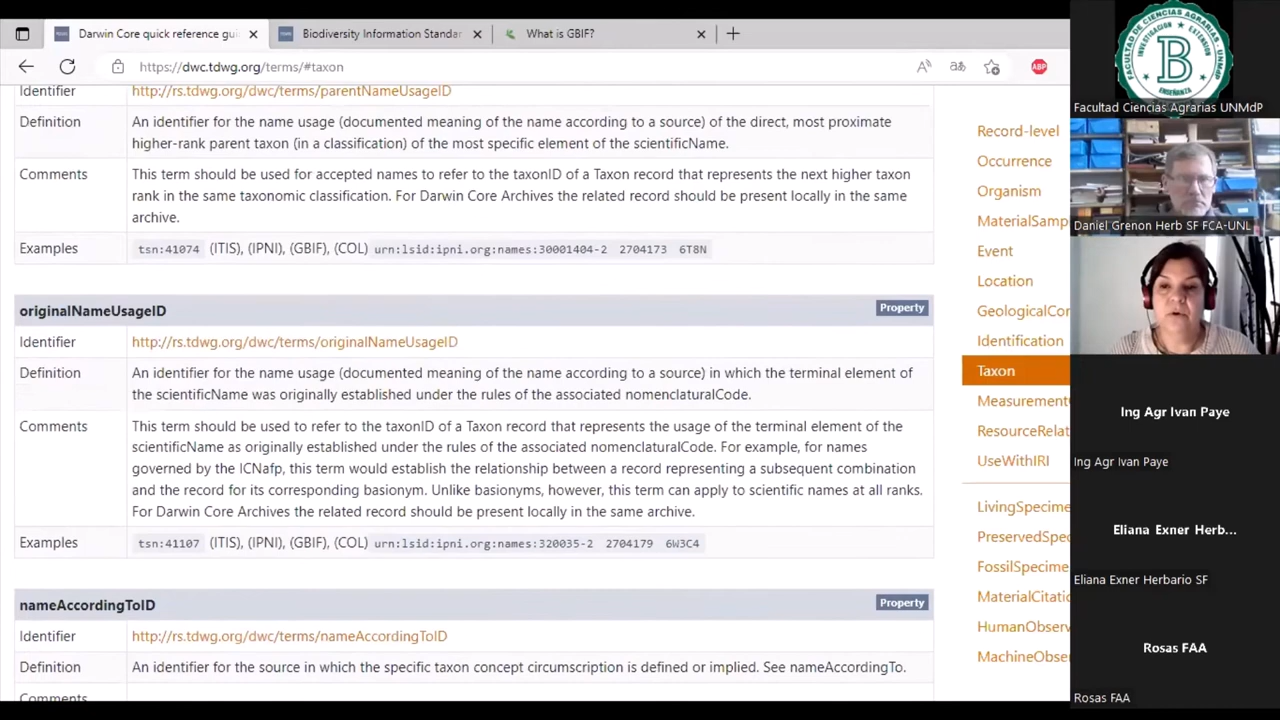 Darwin Core quick reference gu
Biodiversity Information Standar
What is GBIF?
https://dwc.tdwg.org/terms/#taxon
Identifier http://rs.tdwg.org/dwc/terms/parentNameUsageID
Definition An identifier for the name usage (documented meaning of the name according to a source) of the direct, most proximate
higher-rank parent taxon (in a classification) of the most specific element of the scientificName.
Comments This term should be used for accepted names to refer to the taxonID of a Taxon record that represents the next higher taxon
rank in the same taxonomic classification. For Darwin Core Archives the related record should be present locally in the same
archive.
Examples tsn:41074 (ITIS), (IPNI), (GBIF), (COL) urn:lsid:ipni.org:names:30001404-2 2704173 6T8N
originalNameUsageID Property
Identifier http://rs.tdwg.org/dwc/terms/originalNameUsageID
Definition An identifier for the name usage (documented meaning of the name according to a source) in which the terminal element of
the scientificName was originally established under the rules of the associated nomenclaturalCode.
Comments This term should be used to refer to the taxonID of a Taxon record that represents the usage of the terminal element of the
scientificName as originally established under the rules of the associated nomenclaturalCode. For example, for names
governed by the ICNafp, this term would establish the relationship between a record representing a subsequent combination
and the record for its corresponding basionym. Unlike basionyms, however, this term can apply to scientific names at all ranks.
For Darwin Core Archives the related record should be present locally in the same archive.
Examples tsn:41107 (ITIS), (IPNI), (GBIF), (COL) urn:lsid:ipni.org:names:320035-2 2704179 6W3C4
nameAccordingToID Property
Identifier http://rs.tdwg.org/dwc/terms/nameAccordingToID
Definition An identifier for the source in which the specific taxon concept circumscription is defined or implied. See nameAccordingTo.
Comments
Record-level
Occurrence
Organism
MaterialSamp
Event
Location
GeologicalCor
Identification
Taxon
Measurement
ResourceRelat
UseWithIRI
LivingSpecime
PreservedSpe
FossilSpecime
MaterialCitatio
HumanObserv
MachineObse
ABP
FACULTAD DE CIENCIAS AGRARIAS - UNMdP
INVESTIGACION EXTENSION
B
ENSEÑANZA
Facultad Ciencias Agrarias UNMdP
Daniel Grenon Herb SF FCA-UNL
Ing Agr Ivan Paye
Ing Agr Ivan Paye
Eliana Exner Herb...
Eliana Exner Herbario SF
Rosas FAA
Rosas FAA